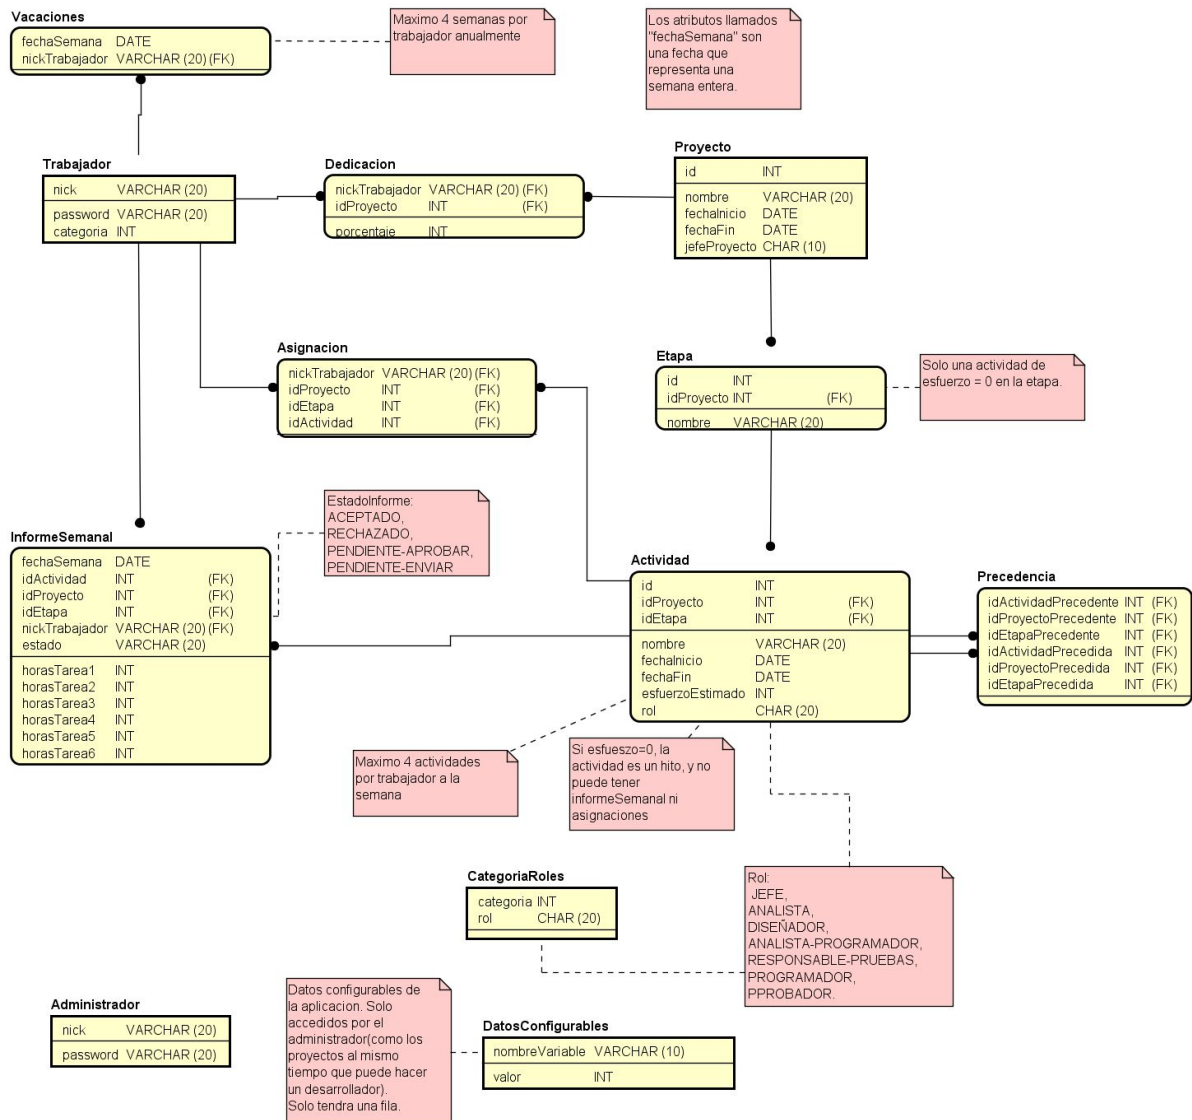 Vacaciones
fechaSemana DATE
nickTrabajador VARCHAR (20) (FK)
Maximo 4 semanas por
trabajador anualmente
Los atributos llamados
"fechaSemana" son
una fecha que
representa una
semana entera.
Trabajador
nick VARCHAR (20)
password VARCHAR (20)
categoria INT
Dedicacion
nickTrabajador VARCHAR (20) (FK)
idProyecto INT (FK)
porcentaje INT
Proyecto
id INT
nombre VARCHAR (20)
fechaInicio DATE
fechaFin DATE
jefeProyecto CHAR (10)
Asignacion
nickTrabajador VARCHAR (20) (FK)
idProyecto INT (FK)
idEtapa INT (FK)
idActividad INT (FK)
Etapa
id INT
idProyecto INT (FK)
nombre VARCHAR (20)
Solo una actividad de
esfuerzo = 0 en la etapa.
EstadoInforme:
ACEPTADO,
RECHAZADO,
PENDIENTE-APROBAR,
PENDIENTE-ENVIAR
InformeSemanal
fechaSemana DATE
idActividad INT (FK)
idProyecto INT (FK)
idEtapa INT (FK)
nickTrabajador VARCHAR (20) (FK)
estado VARCHAR (20)
horasTarea1 INT
horasTarea2 INT
horasTarea3 INT
horasTarea4 INT
horasTarea5 INT
horasTarea6 INT
Actividad
id INT
idProyecto INT (FK)
idEtapa INT (FK)
nombre VARCHAR (20)
fechaInicio DATE
fechaFin DATE
esfuerzoEstimado INT
rol CHAR (20)
Precedencia
idActividadPrecedente INT (FK)
idProyectoPrecedente INT (FK)
idEtapaPrecedente INT (FK)
idActividadPrecedida INT (FK)
idProyectoPrecedida INT (FK)
idEtapaPrecedida INT (FK)
Maximo 4 actividades
por trabajador a la
semana
Si esfueszo=0, la
actividad es un hito, y no
puede tener
informeSemanal ni
asignaciones
CategoriaRoles
categoria INT
rol CHAR (20)
Rol:
JEFE,
ANALISTA,
DISEÑADOR,
ANALISTA-PROGRAMADOR,
RESPONSABLE-PRUEBAS,
PROGRAMADOR,
PPROBADOR.
Administrador
nick VARCHAR (20)
password VARCHAR (20)
Datos configurables de
la aplicacion. Solo
accedidos por el
administrador(como los
proyectos al mismo
tiempo que puede hacer
un desarrollador).
Solo tendra una fila.
DatosConfigurables
nombreVariable VARCHAR (10)
valor INT